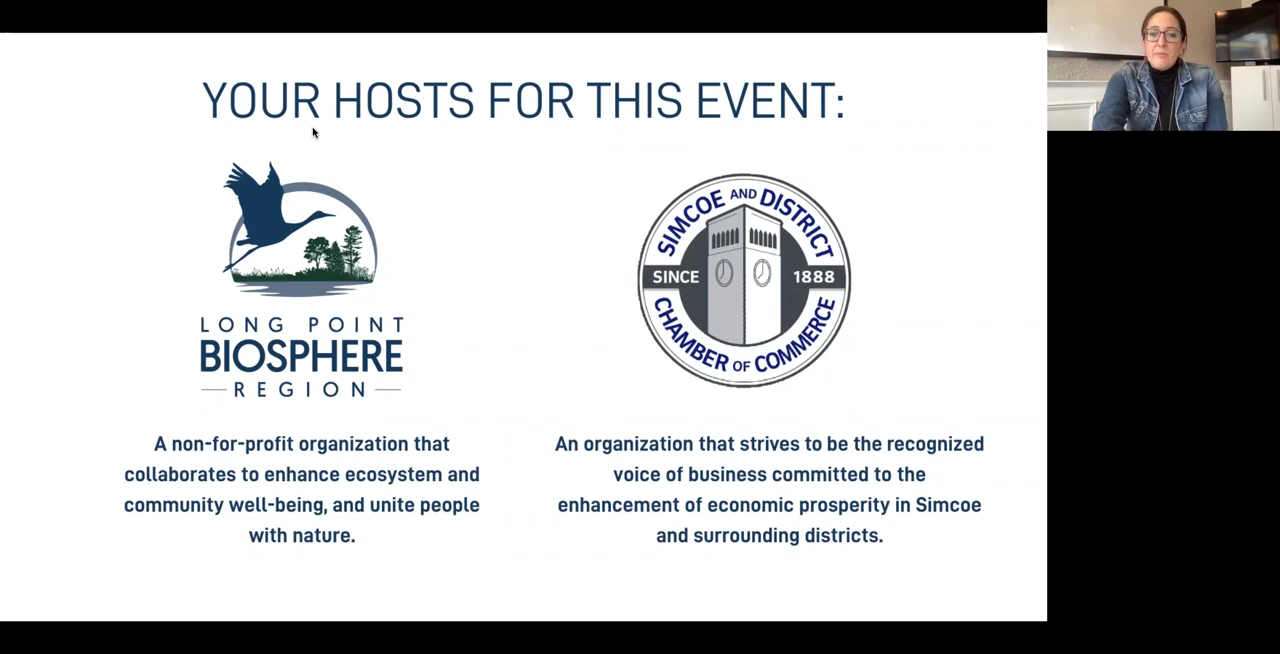 YOUR HOSTS FOR THIS EVENT:
LONG POINT
BIOSPHERE
REGION
A non-for-profit organization that
collaborates to enhance ecosystem and
community well-being, and unite people
with nature.
SIMCOE AND DISTRICT
SINCE 1888
CHAMBER OF COMMERCE
An organization that strives to be the recognized
voice of business committed to the
enhancement of economic prosperity in Simcoe
and surrounding districts.